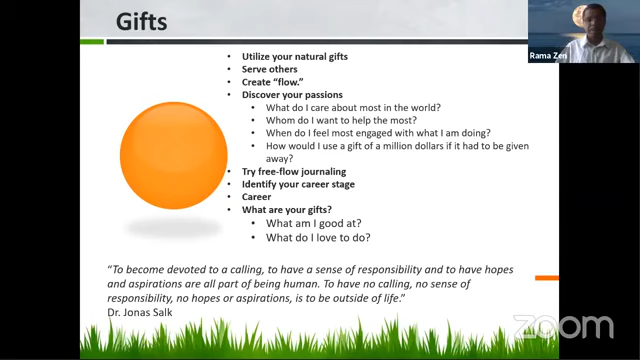 Gifts
Rama Zen
• Utilize your natural gifts
• Serve others
• Create “flow.”
• Discover your passions
• What do I care about most in the world?
• Whom do I want to help the most?
• When do I feel most engaged with what I am doing?
• How would I use a gift of a million dollars if it had to be given
away?
• Try free-flow journaling
• Identify your career stage
• Career
• What are your gifts?
• What am I good at?
• What do I love to do?
“To become devoted to a calling, to have a sense of responsibility and to have hopes
and aspirations are all part of being human. To have no calling, no sense of
responsibility, no hopes or aspirations, is to be outside of life.”
Dr. Jonas Salk
zoom